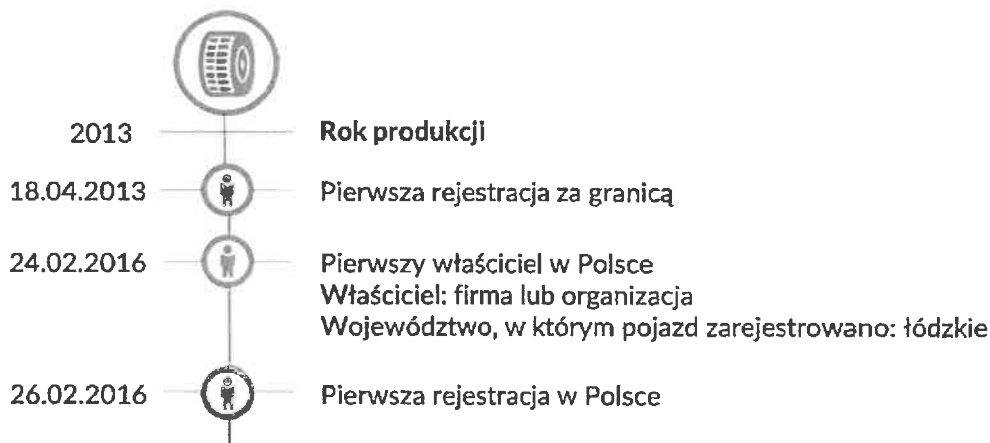 2013 Rok produkcji
18.04.2013 Pierwsza rejestracja za granicą
24.02.2016 Pierwszy właściciel w Polsce
Właściciel: firma lub organizacja
Województwo, w którym pojazd zarejestrowano: łódzkie
26.02.2016 Pierwsza rejestracja w Polsce